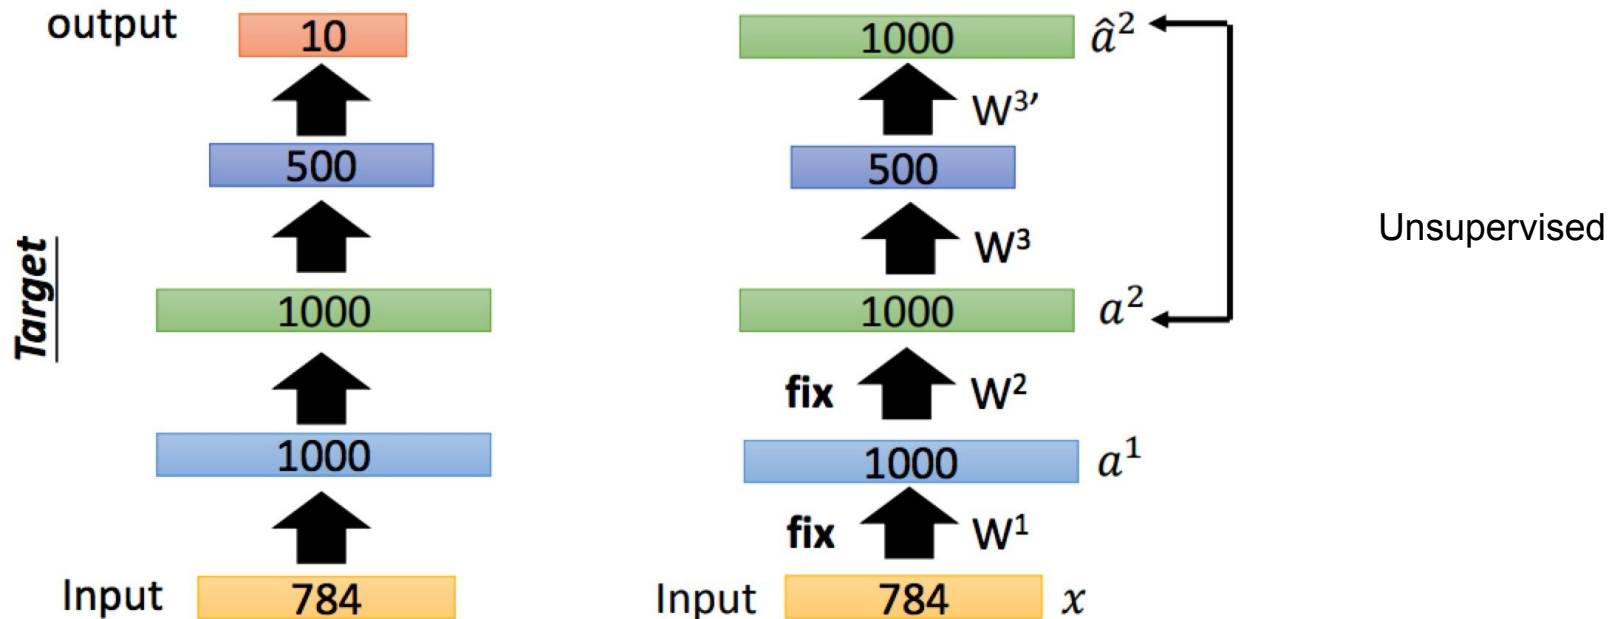 output
10
500
Target
1000
1000
Input
784
1000
â²
W³’
500
W³
1000
a²
fix
W²
1000
a¹
fix
W¹
Input
784
x
Unsupervised